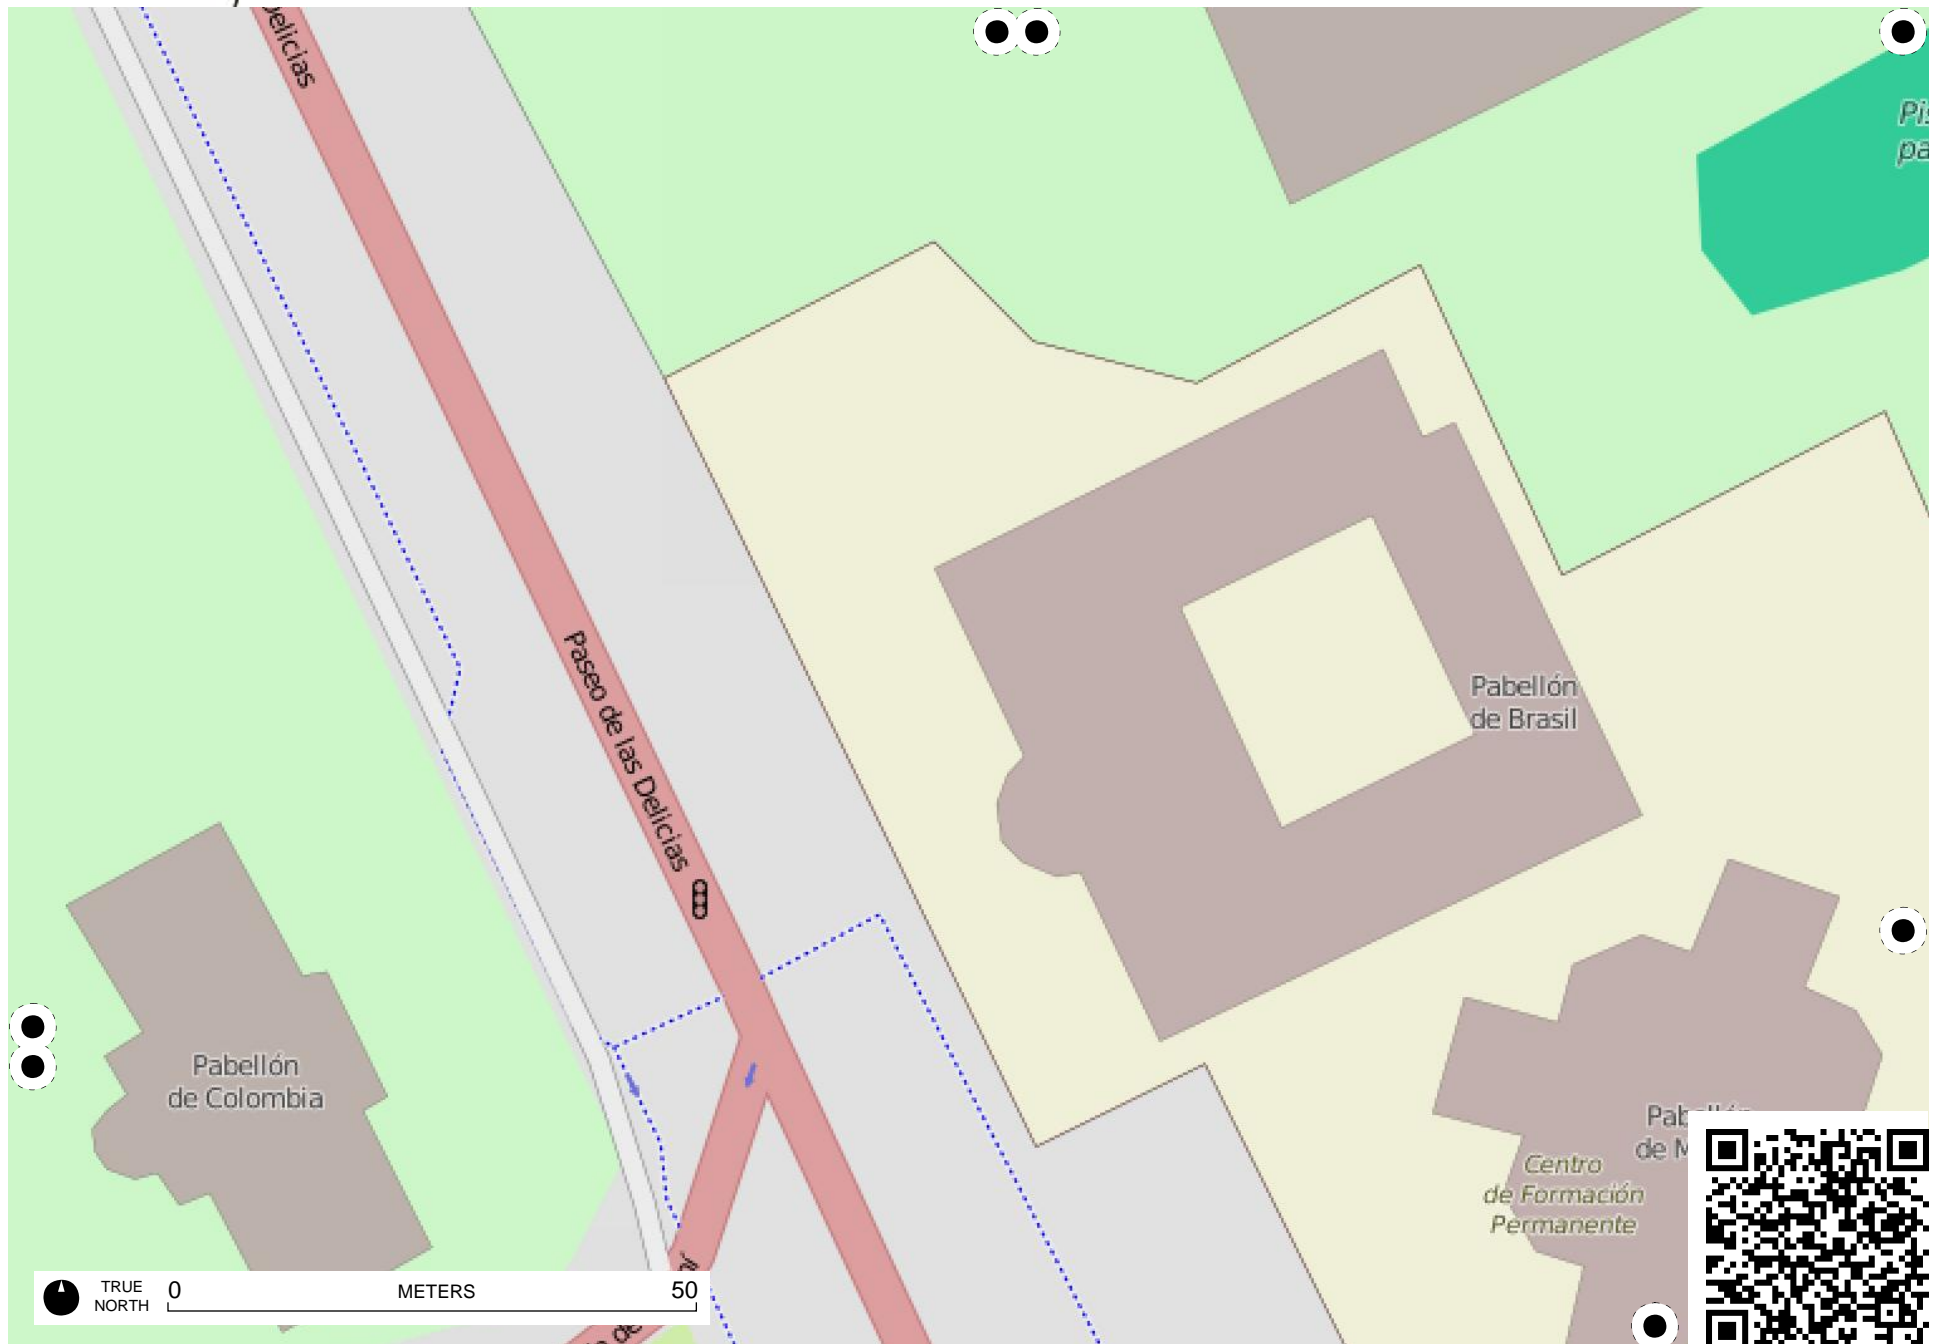 elicias
Paseo de las Delicias
Pabellón
de Brasil
Pabellón
de Colombia
Centro
de Formación
Permanente
TRUE
NORTH
0
METERS
50